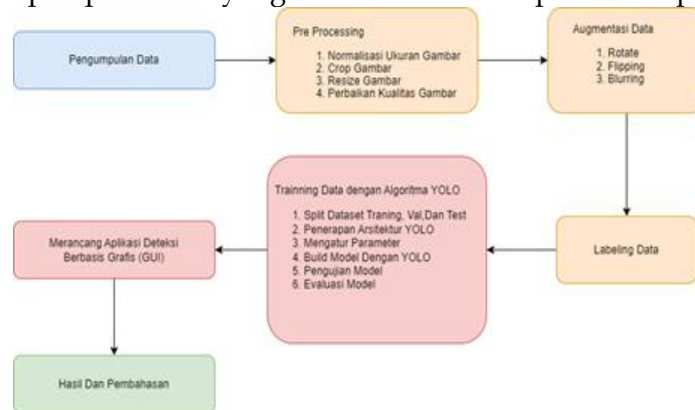 Pengumpulan Data
Pre Processing
1. Normalisasi Ukuran Gambar
2. Crop Gambar
3. Resize Gambar
4. Perbaikan Kualitas Gambar
Augmentasi Data
1. Rotate
2. Flipping
3. Blurring
Labeling Data
Trainning Data dengan Algoritma YOLO
1. Split Dataset Traning, Val,Dan Test
2. Penerapan Arsitektur YOLO
3. Mengatur Parameter
4. Build Model Dengan YOLO
5. Pengujian Model
6. Evaluasi Model
Merancang Aplikasi Deteksi
Berbasis Grafis (GUI)
Hasil Dan Pembahasan